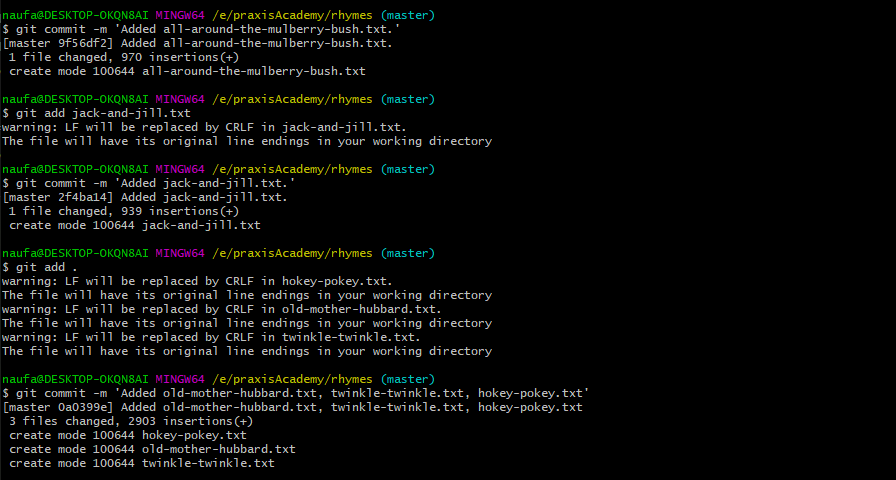 naufa@DESKTOP-OKQN8AI MINGW64 /e/praxisAcademy/rhymes (master)
$ git commit -m 'Added all-around-the-mulberry-bush.txt.'
[master 9f56df2] Added all-around-the-mulberry-bush.txt.
 1 file changed, 970 insertions(+)
 create mode 100644 all-around-the-mulberry-bush.txt

naufa@DESKTOP-OKQN8AI MINGW64 /e/praxisAcademy/rhymes (master)
$ git add jack-and-jill.txt
warning: LF will be replaced by CRLF in jack-and-jill.txt.
The file will have its original line endings in your working directory

naufa@DESKTOP-OKQN8AI MINGW64 /e/praxisAcademy/rhymes (master)
$ git commit -m 'Added jack-and-jill.txt.'
[master 2f4ba14] Added jack-and-jill.txt.
 1 file changed, 939 insertions(+)
 create mode 100644 jack-and-jill.txt

naufa@DESKTOP-OKQN8AI MINGW64 /e/praxisAcademy/rhymes (master)
$ git add .
warning: LF will be replaced by CRLF in hokey-pokey.txt.
The file will have its original line endings in your working directory
warning: LF will be replaced by CRLF in old-mother-hubbard.txt.
The file will have its original line endings in your working directory
warning: LF will be replaced by CRLF in twinkle-twinkle.txt.
The file will have its original line endings in your working directory

naufa@DESKTOP-OKQN8AI MINGW64 /e/praxisAcademy/rhymes (master)
$ git commit -m 'Added old-mother-hubbard.txt, twinkle-twinkle.txt, hokey-pokey.txt'
[master 0a0399e] Added old-mother-hubbard.txt, twinkle-twinkle.txt, hokey-pokey.txt
 3 files changed, 2903 insertions(+)
 create mode 100644 hokey-pokey.txt
 create mode 100644 old-mother-hubbard.txt
 create mode 100644 twinkle-twinkle.txt